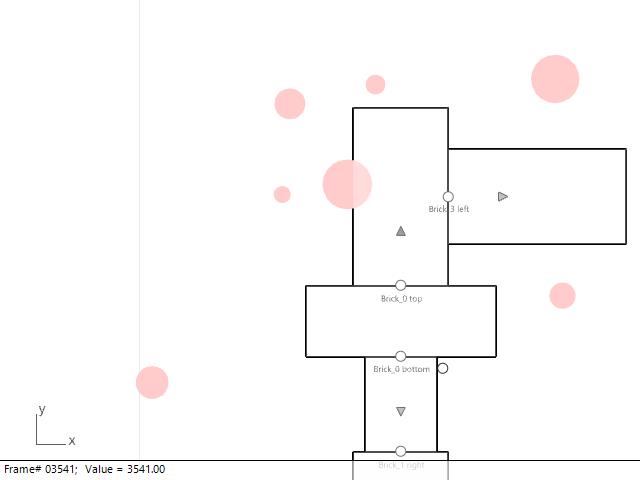 Brick_3 left
Brick_0 top
Brick_0 bottom
y
x
Brick_1 right
Frame# 03541;  Value = 3541.00